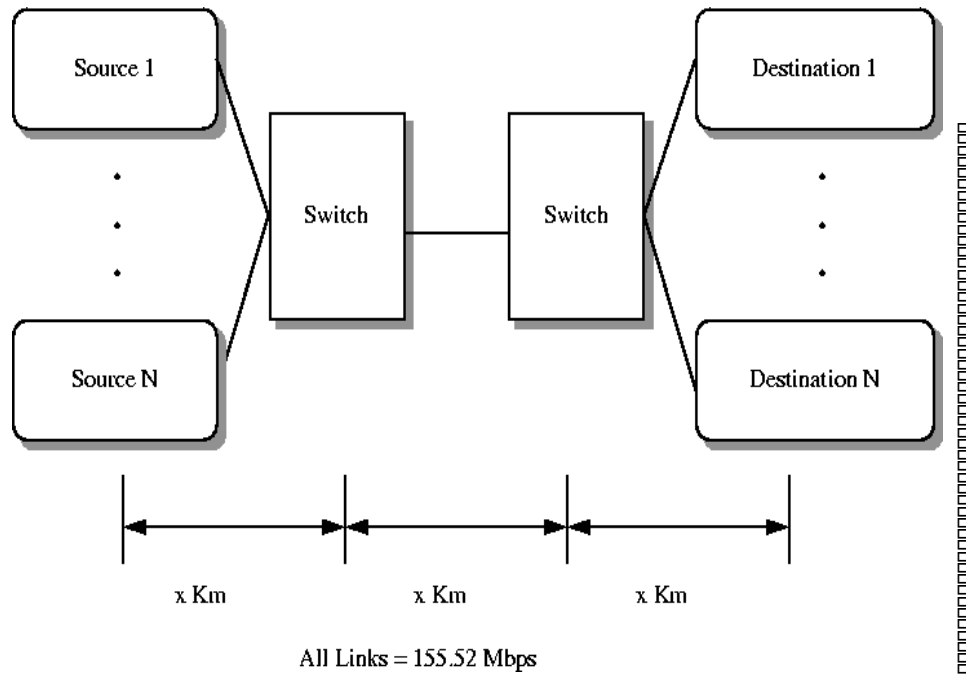 Source 1
Destination 1
Switch
Switch
Source N
Destination N
x Km
x Km
x Km
All Links = 155.52 Mbps